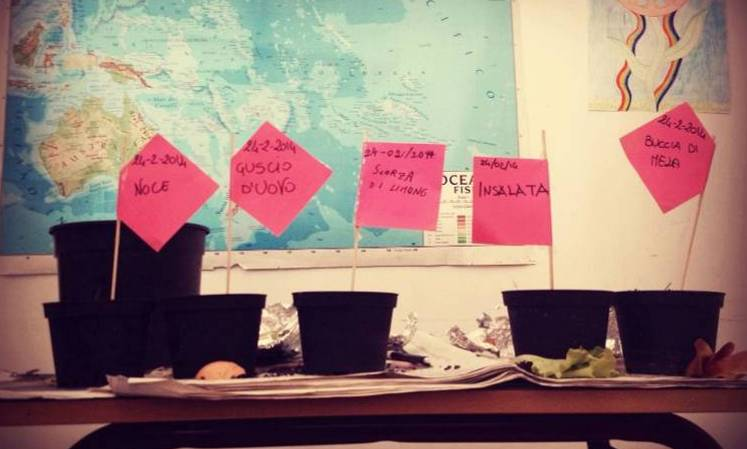 24-2-2014
NOCE
24-2-2014
GUSCIO
D'UOVO
24-02/2014
SCORZA
DI LIMONE
24/02/14
INSALATA
24-2-2014
BUCCIA DI
MELA